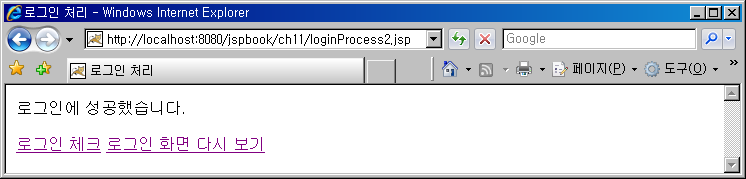 로그인 처리 - Windows Internet Explorer
http://localhost:8080/jspbook/ch11/loginProcess2.jsp
Google
로그인 처리
페이지(P)
도구(O)
로그인에 성공했습니다.
로그인 체크 로그인 화면 다시 보기